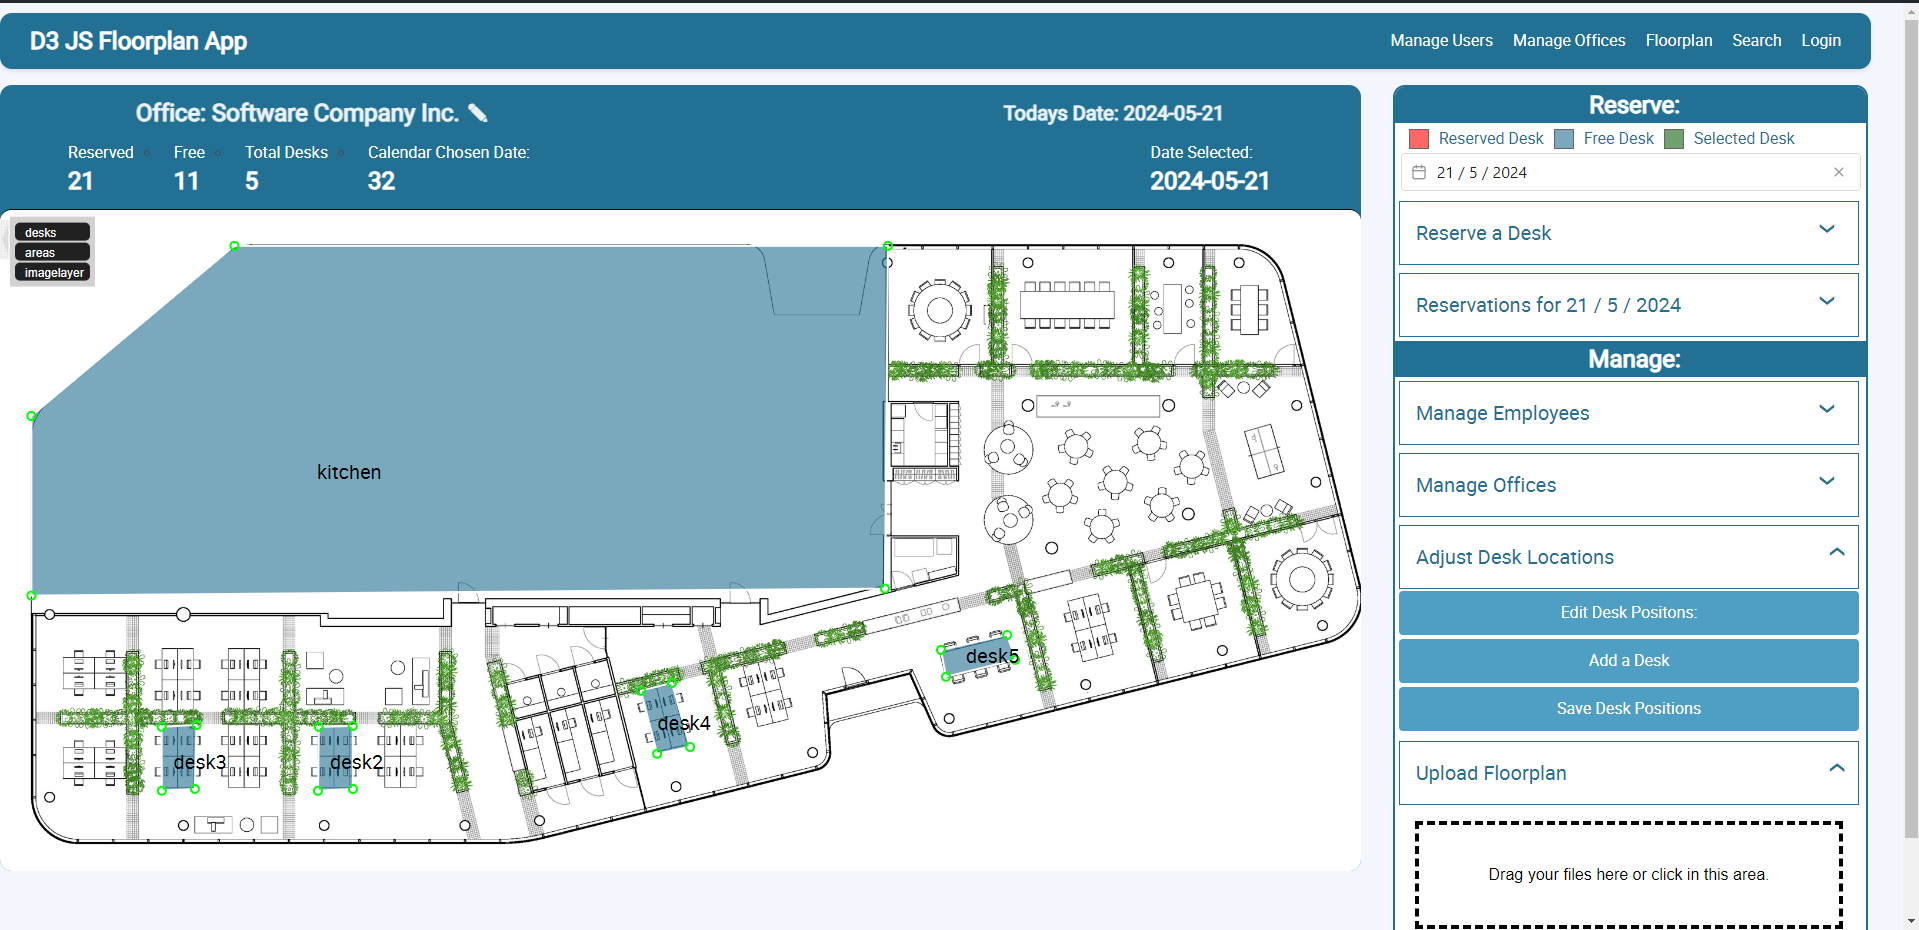 D3 JS Floorplan App
Manage Users Manage Offices Floorplan Search Login
Office: Software Company Inc.
Todays Date: 2024-05-21
Reserved Free Total Desks Calendar Chosen Date:
21 11 5 32
Date Selected:
2024-05-21
desks
areas
imagelayer
kitchen
desk5
desk4
desk3
desk2
Reserve:
Reserved Desk Free Desk Selected Desk
21 / 5 / 2024
Reserve a Desk
Reservations for 21 / 5 / 2024
Manage:
Manage Employees
Manage Offices
Adjust Desk Locations
Edit Desk Positons:
Add a Desk
Save Desk Positions
Upload Floorplan
Drag your files here or click in this area.